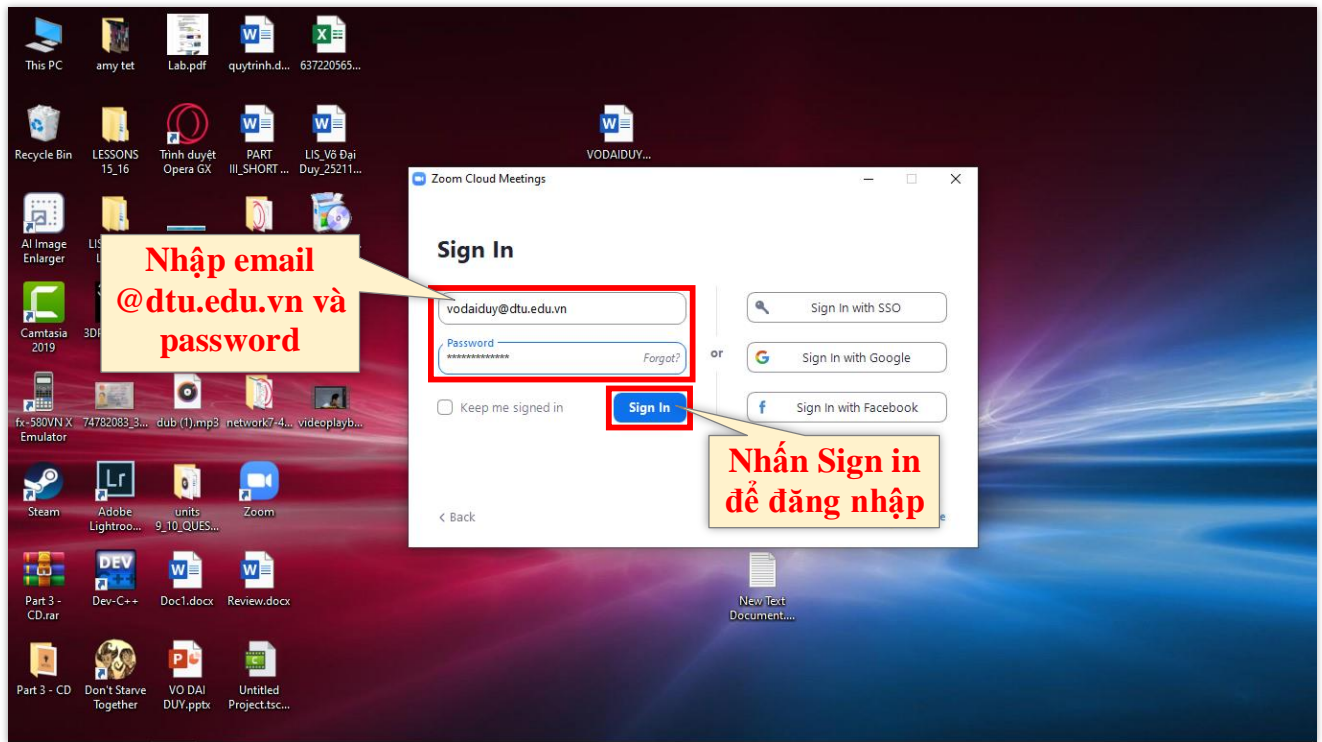 This PC
amy tet
Lab.pdf
quytrinh.d...
637220565...
Recycle Bin
LESSONS
15_16
Trình duyệt
Opera GX
PART
III_SHORT ...
LIS_Võ Đại
Duy_25211...
VODAIDUY...
AI Image
Enlarger
Camtasia
2019
fx-580VN X
Emulator
74782083_3...
dub (1).mp3
network7-4...
videoplayb...
Steam
Adobe
Lightroo...
units
9_10_QUES...
Zoom
Part 3 -
CD.rar
Dev-C++
Doc1.docx
Review.docx
New Text
Document....
Part 3 - CD
Don't Starve
Together
VO DAI
DUY.pptx
Untitled
Project.tsc...
Nhập email
@dtu.edu.vn và
password
Zoom Cloud Meetings
Sign In
vodaiduy@dtu.edu.vn
Password
*************
Forgot?
or
Sign In with SSO
Sign In with Google
Sign In with Facebook
Keep me signed in
Sign In
Nhấn Sign in
để đăng nhập
< Back